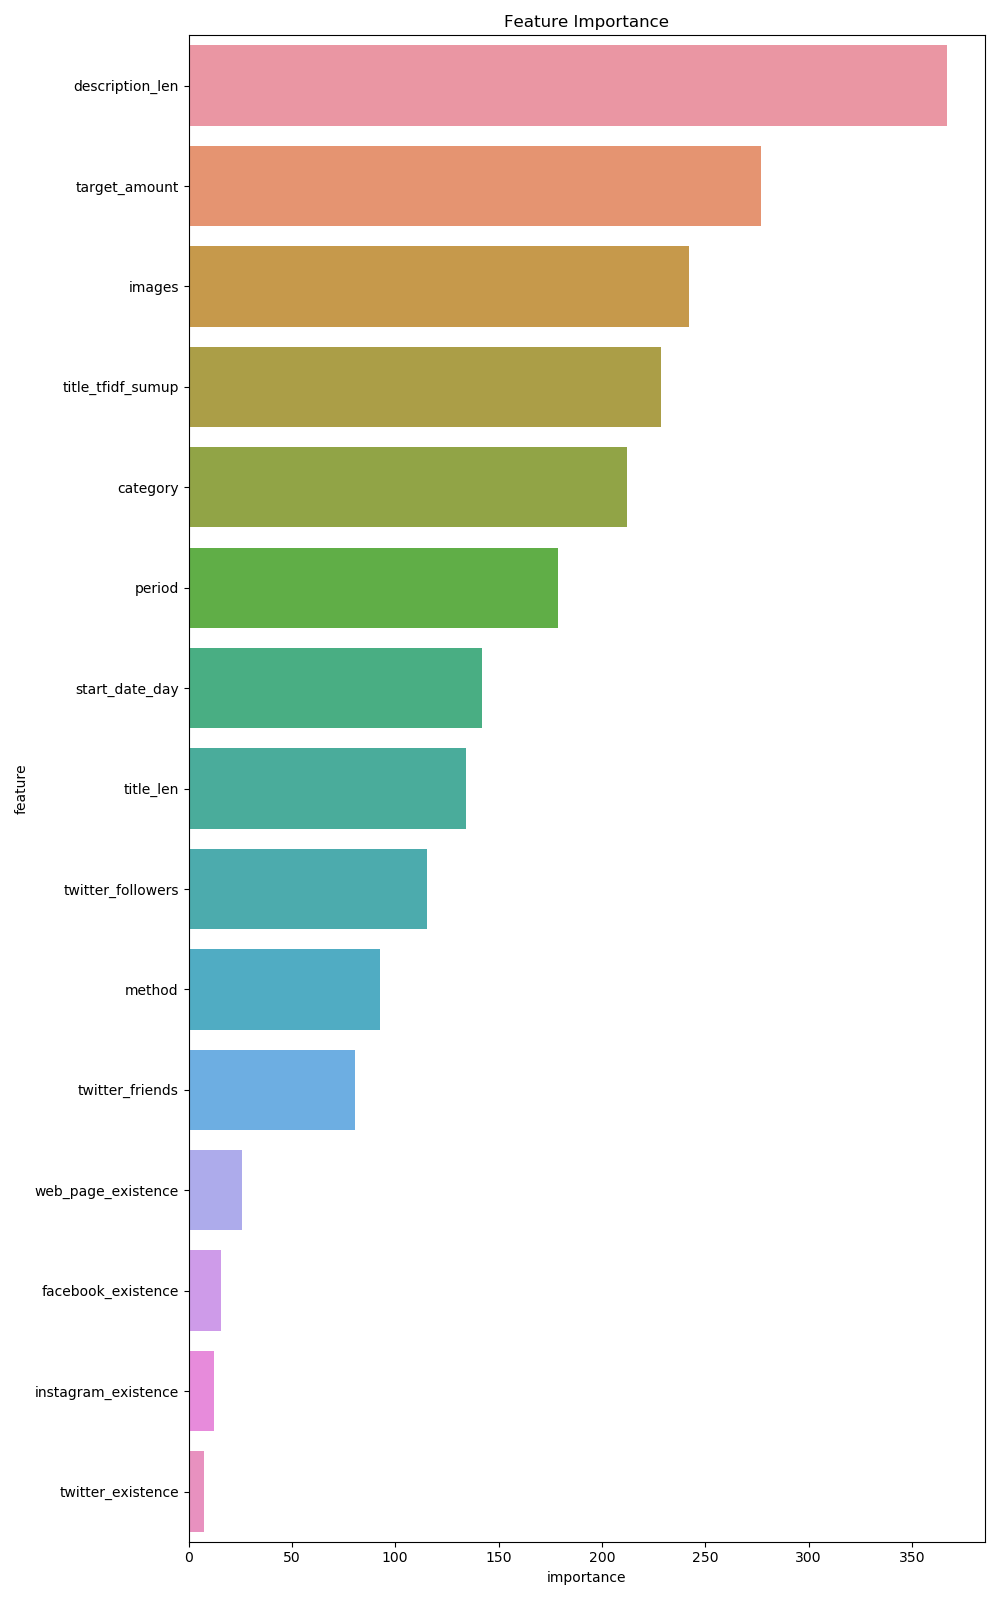 Feature Importance
description_len
target_amount
images
title_tfidf_sumup
category
period
start_date_day
title_len
twitter_followers
method
twitter_friends
web_page_existence
facebook_existence
instagram_existence
twitter_existence
feature
0 50 100 150 200 250 300 350
importance